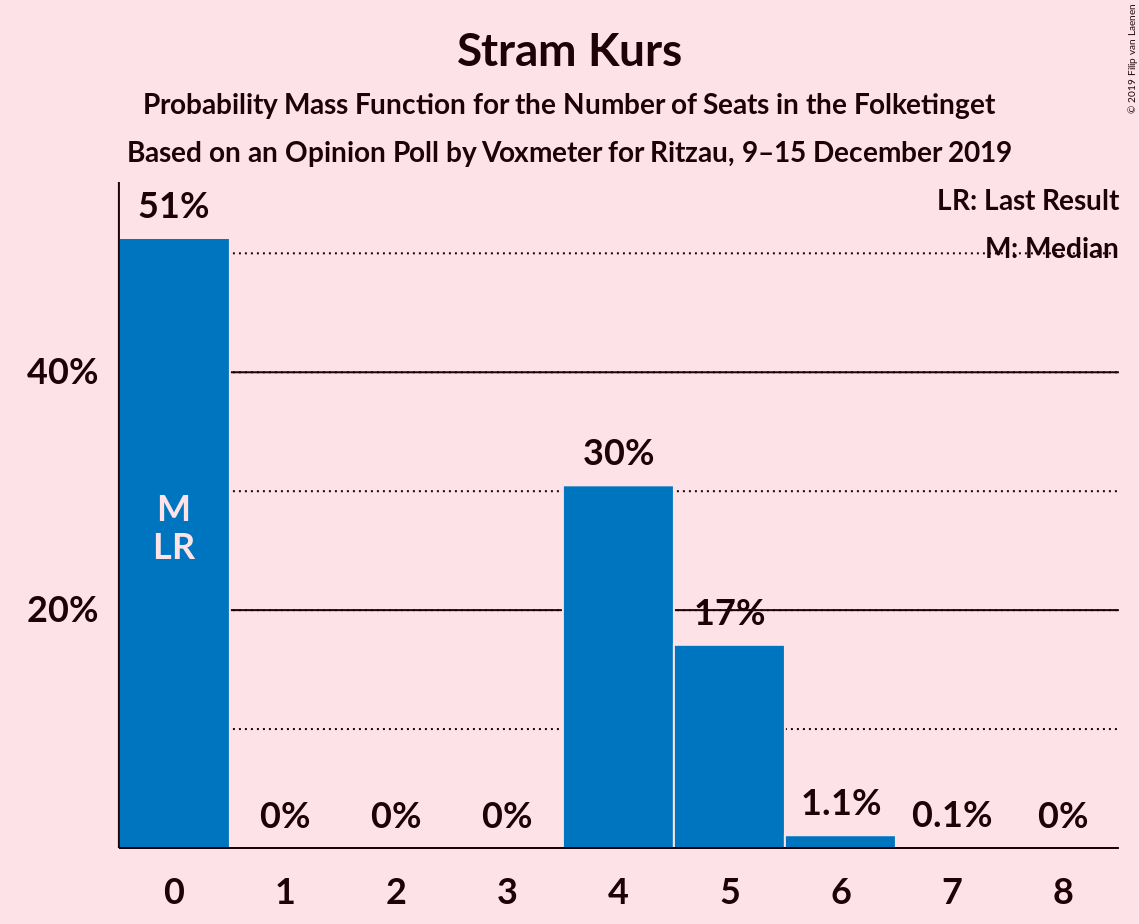 Stram Kurs
Probability Mass Function for the Number of Seats in the Folketinget
Based on an Opinion Poll by Voxmeter for Ritzau, 9–15 December 2019
© 2019 Filip van Laenen
LR: Last Result
M: Median
51%
40%
30%
M
LR
20%
17%
0%
0%
0%
1.1%
0.1%
0%
0
1
2
3
4
5
6
7
8